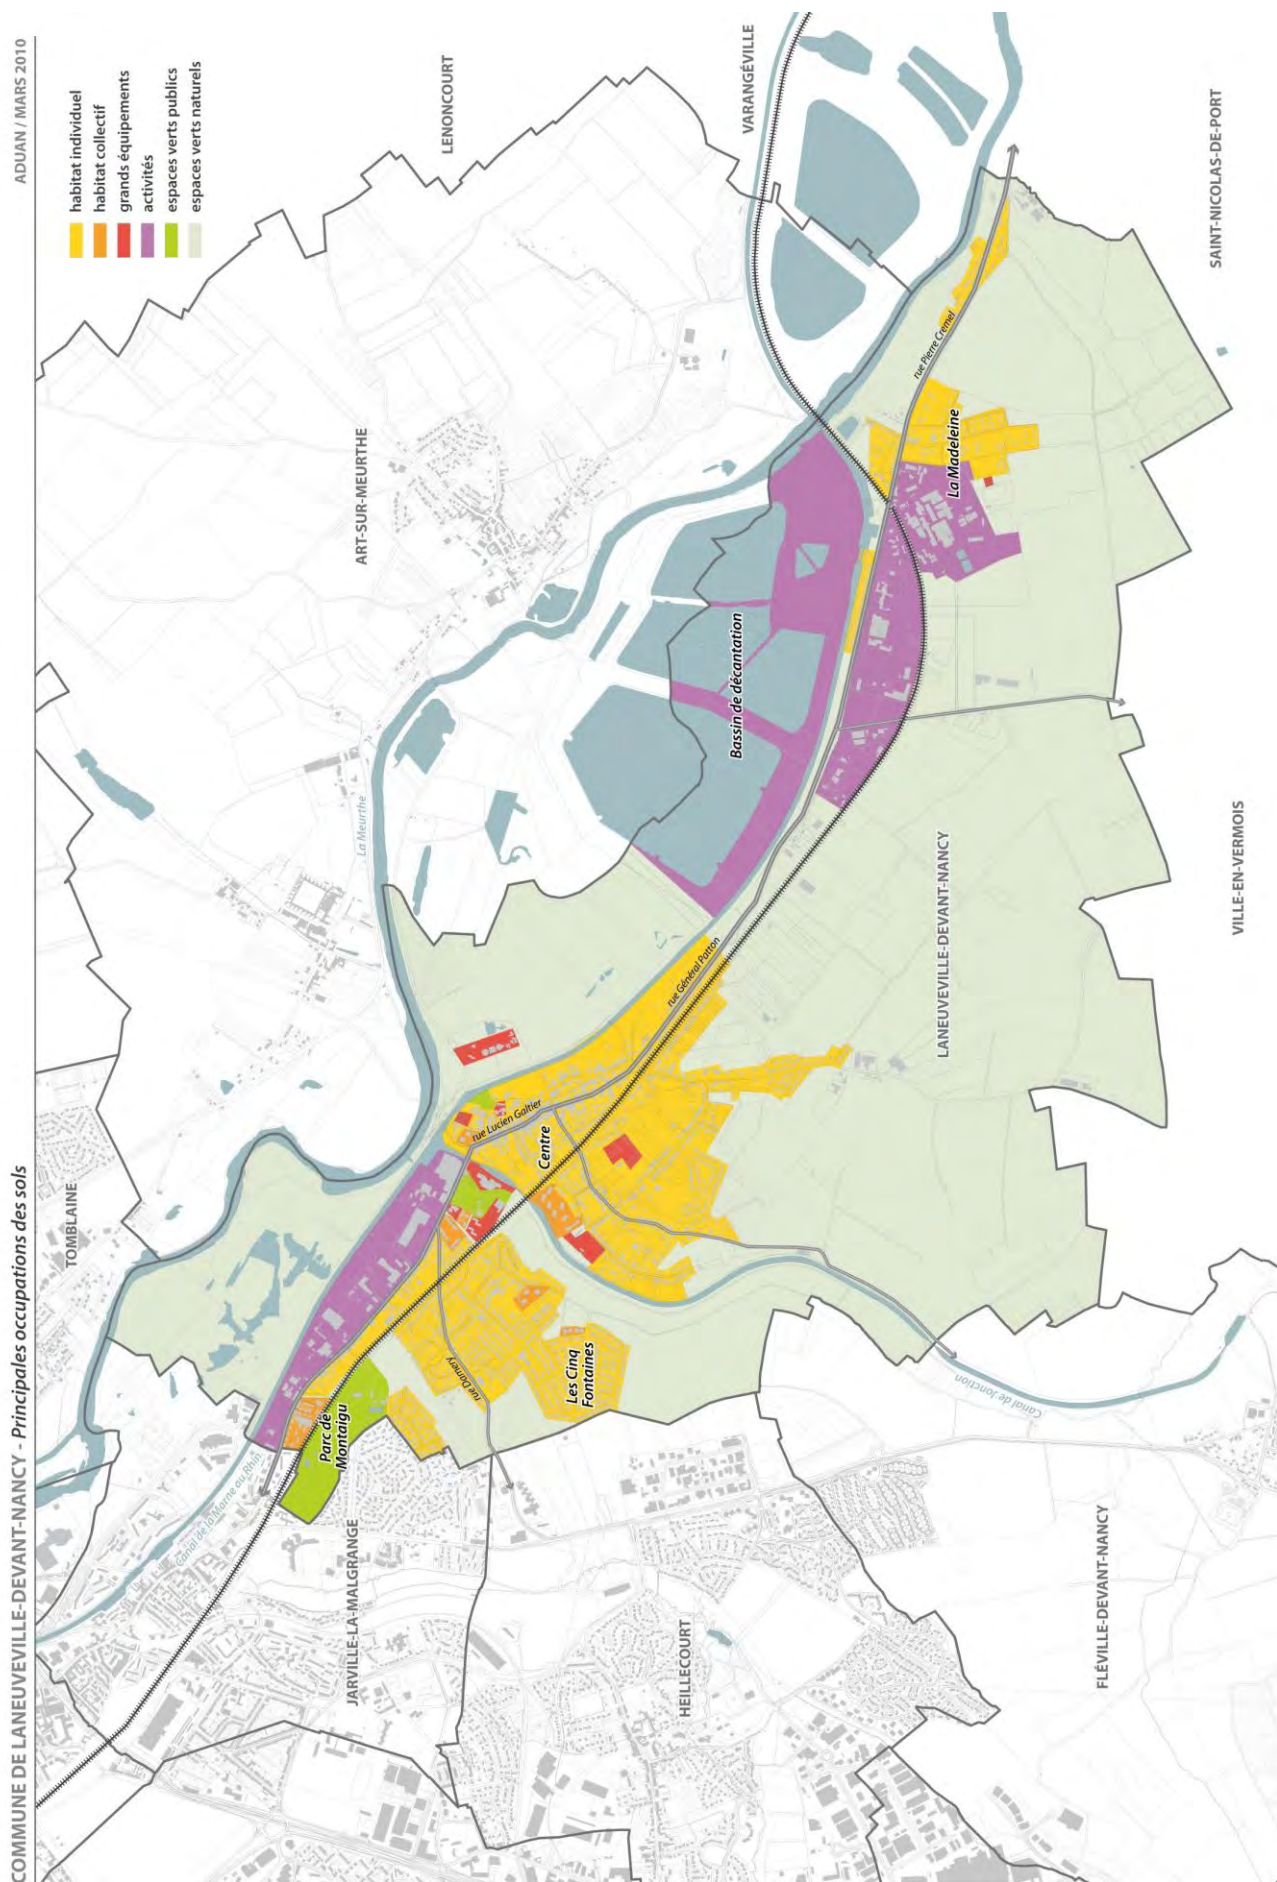 COMMUNE DE LANEUVEVILLE-DEVANT-NANCY - Principales occupations des sols
ADUAN / MARS 2010
habitat individuel
habitat collectif
grands équipements
activités
espaces verts publics
espaces verts naturels
TOMBLAINE
LENONCOURT
ART-SUR-MEURTHE
VARANGÉVILLE
La Meurthe
Canal de la Marne au Rhin
Parc de
Montaigu
JARVILLE-LA-MALGRANGE
rue Lucien Galtier
Centre
rue Damery
Les Cinq
Fontaines
rue Général Patton
Bassin de décantation
rue Pierre Cremel
La Madeleine
LANEUVEVILLE-DEVANT-NANCY
Canal de Jonction
HEILLECOURT
FLÉVILLE-DEVANT-NANCY
VILLE-EN-VERMOIS
SAINT-NICOLAS-DE-PORT